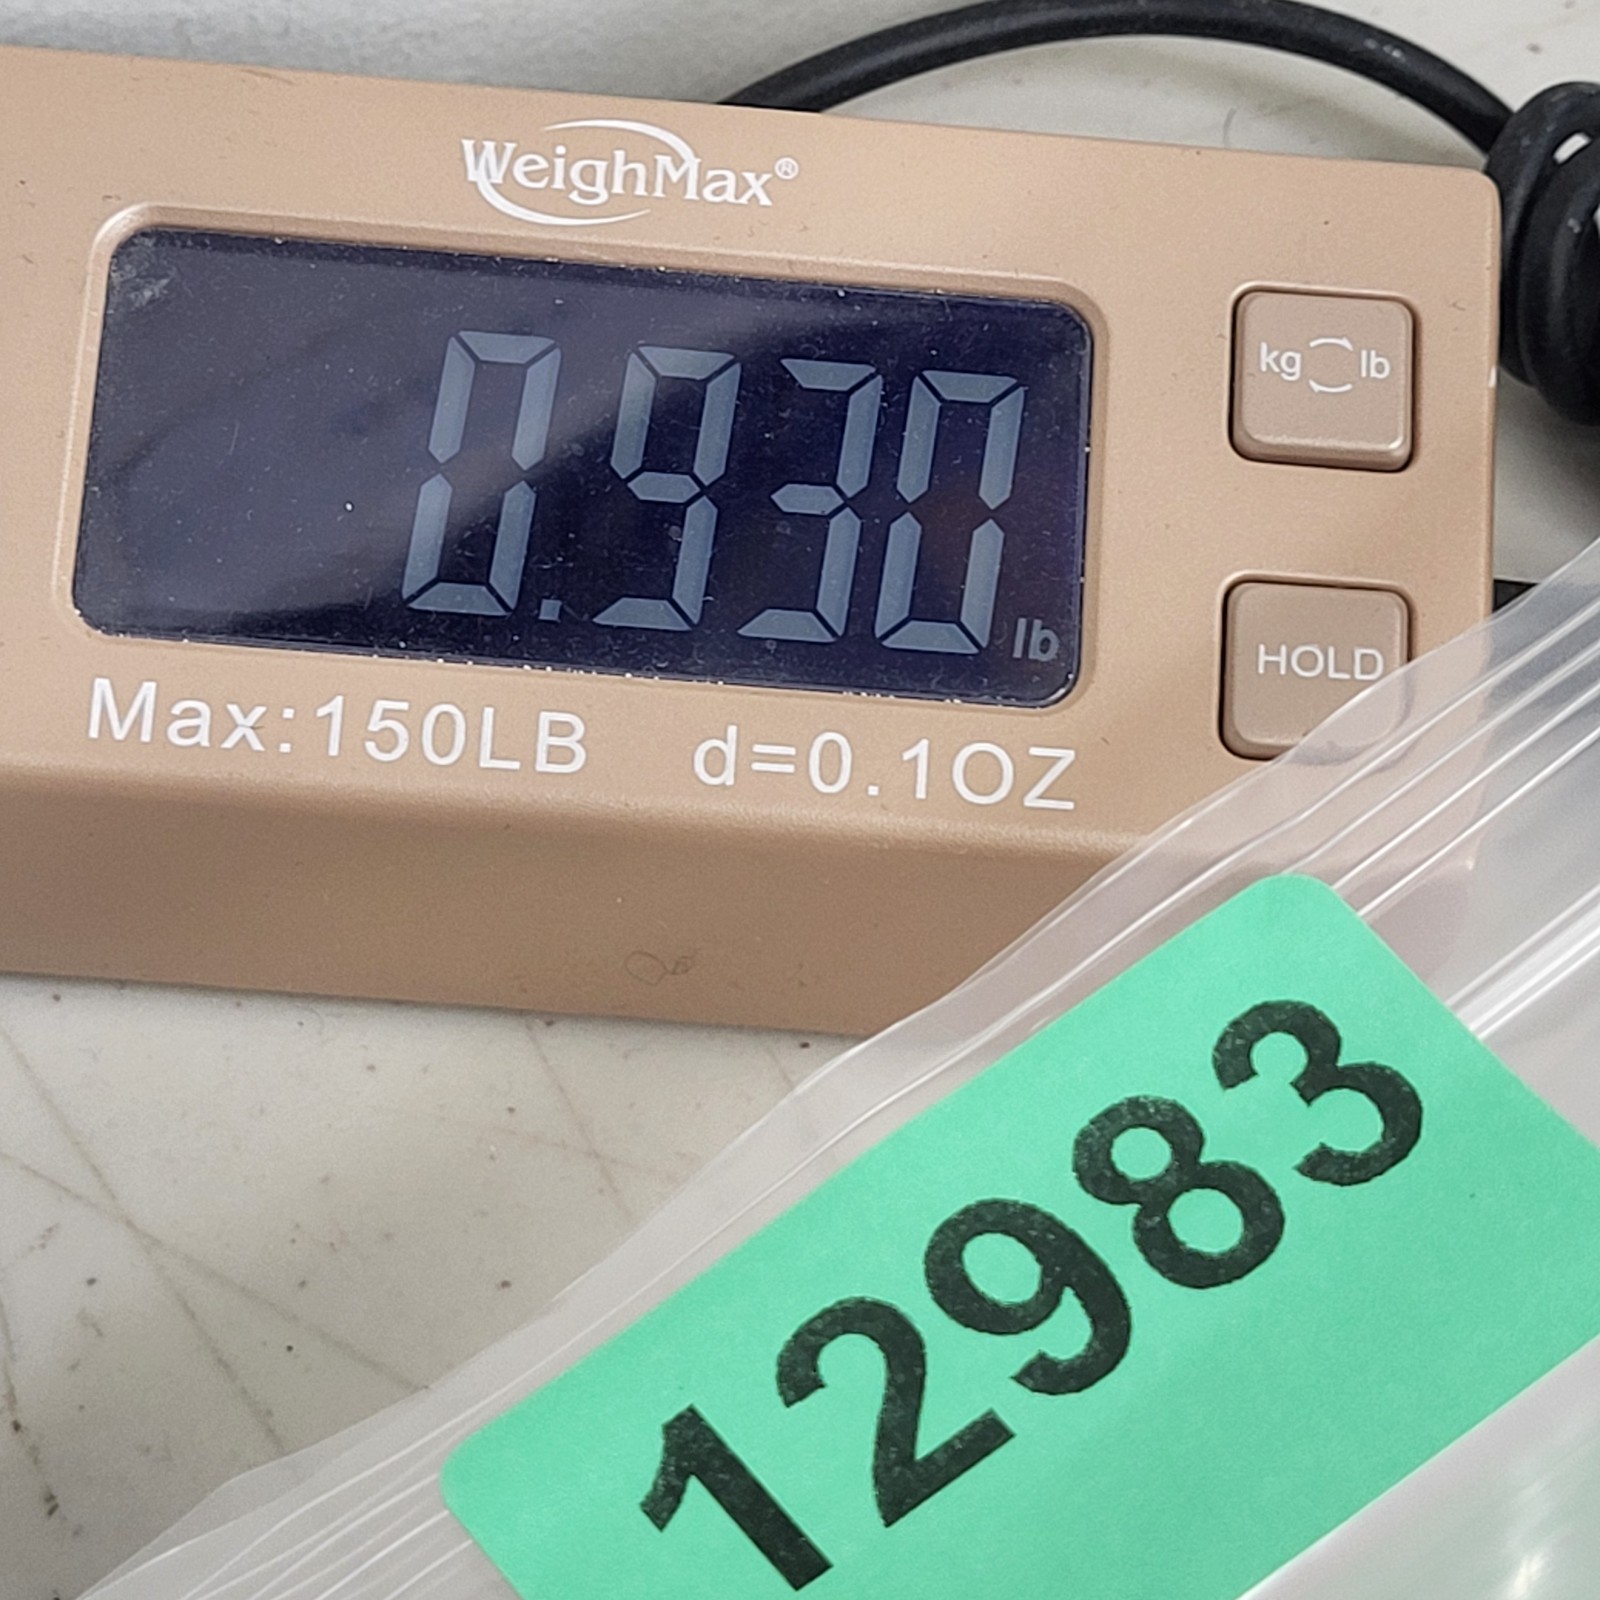 WeighMax®
0.930 lb
kg lb
HOLD
Max:150LB d=0.1OZ
12983